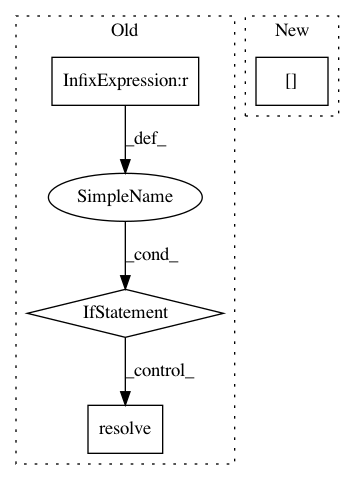 Old
New
InfixExpression:r
[]
_def_
SimpleName
_cond_
IfStatement
_control_
resolve